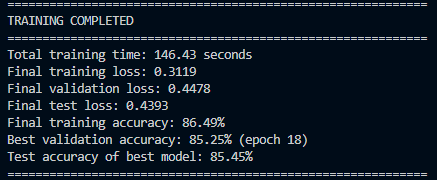 ============================================================
TRAINING COMPLETED
============================================================
Total training time: 146.43 seconds
Final training loss: 0.3119
Final validation loss: 0.4478
Final test loss: 0.4393
Final training accuracy: 86.49%
Best validation accuracy: 85.25% (epoch 18)
Test accuracy of best model: 85.45%
============================================================